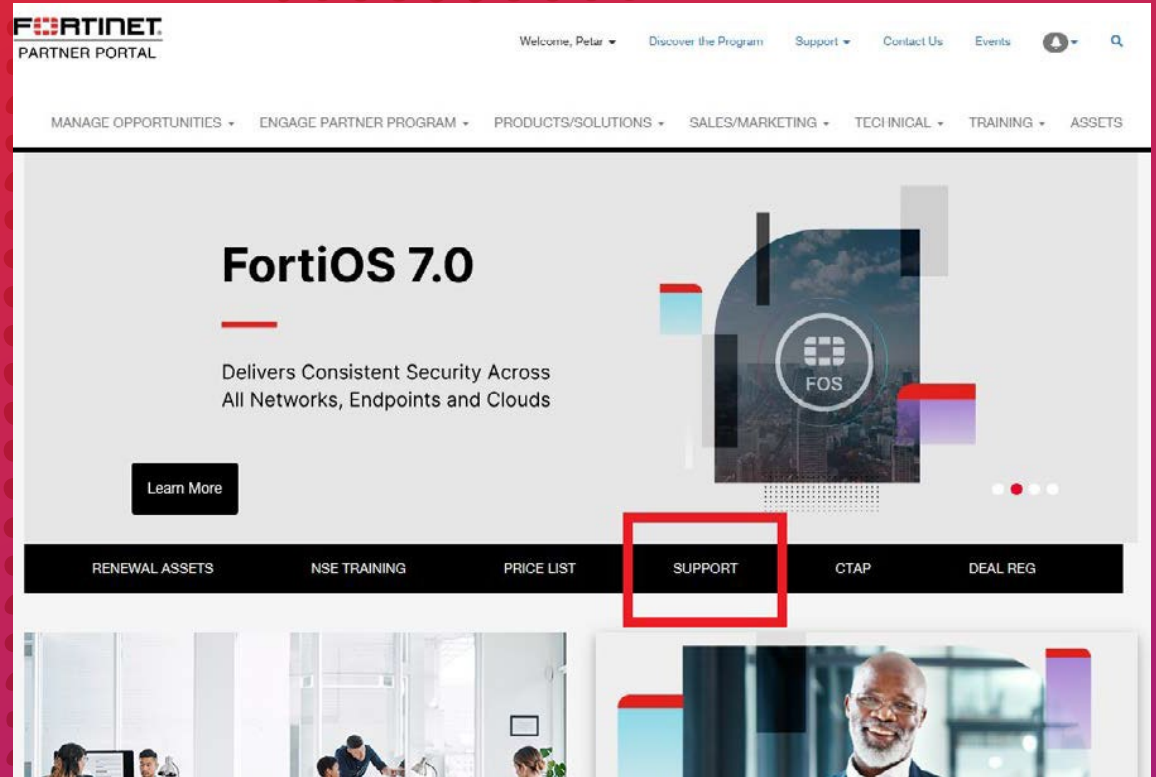 FORTINET
PARTNER PORTAL
Welcome, Petar
Discover the Program
Support
Contact Us
Events
MANAGE OPPORTUNITIES
ENGAGE PARTNER PROGRAM
PRODUCTS/SOLUTIONS
SALES/MARKETING
TECHNICAL
TRAINING
ASSETS
FortiOS 7.0
Delivers Consistent Security Across
All Networks, Endpoints and Clouds
FOS
Learn More
RENEWAL ASSETS
NSE TRAINING
PRICE LIST
SUPPORT
CTAP
DEAL REG